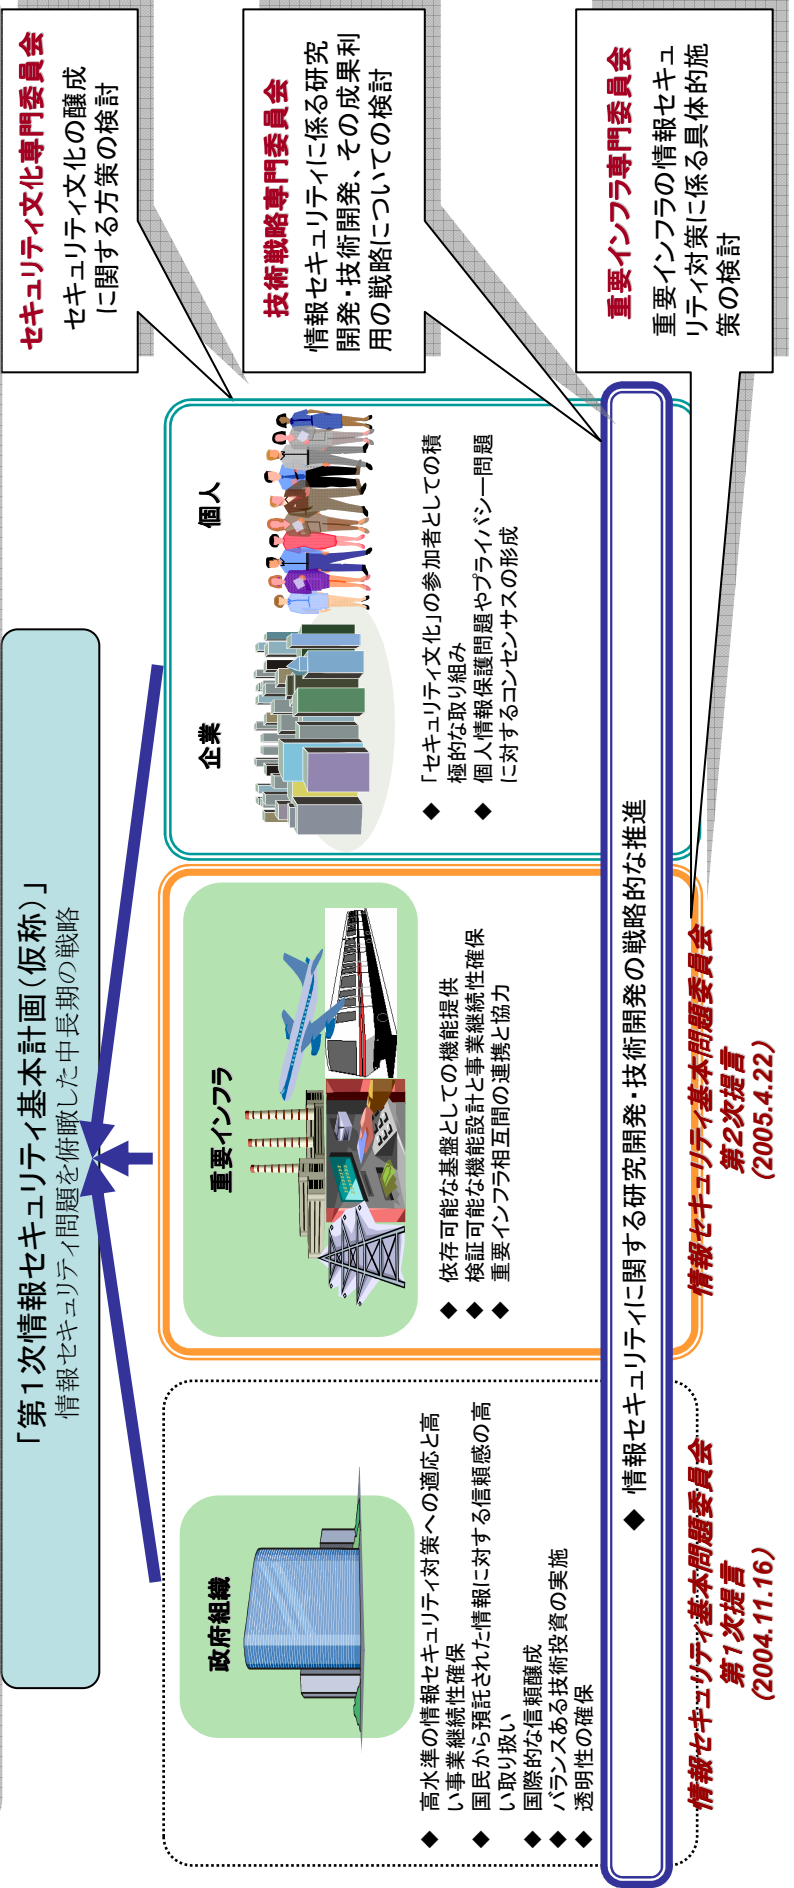 「第１次情報セキュリティ基本計画（仮称）」
情報セキュリティ問題を俯瞰した中長期の戦略
政府組織
◆ 高水準の情報セキュリティ対策への適応と高
い事業継続性確保
◆ 国民から預託された情報に対する信頼感の高
い取り扱い
◆ 国際的な信頼醸成
◆ バランスある技術投資の実施
◆ 透明性の確保
重要インフラ
◆ 依存可能な基盤としての機能提供
◆ 検証可能な機能設計と事業継続性確保
◆ 重要インフラ相互間の連携と協力
企業
個人
◆ 「セキュリティ文化」の参加者としての積
極的な取り組み
◆ 個人情報保護問題やプライバシー問題
に対するコンセンサスの形成
◆ 情報セキュリティに関する研究開発・技術開発の戦略的な推進
情報セキュリティ基本問題委員会
第１次提言
（2004.11.16）
情報セキュリティ基本問題委員会
第２次提言
（2005.4.22）
セキュリティ文化専門委員会
セキュリティ文化の醸成
に関する方策の検討
技術戦略専門委員会
情報セキュリティに係る研究
開発・技術開発、その成果利
用の戦略についての検討
重要インフラ専門委員会
重要インフラの情報セキュ
リティ対策に係る具体的施
策の検討